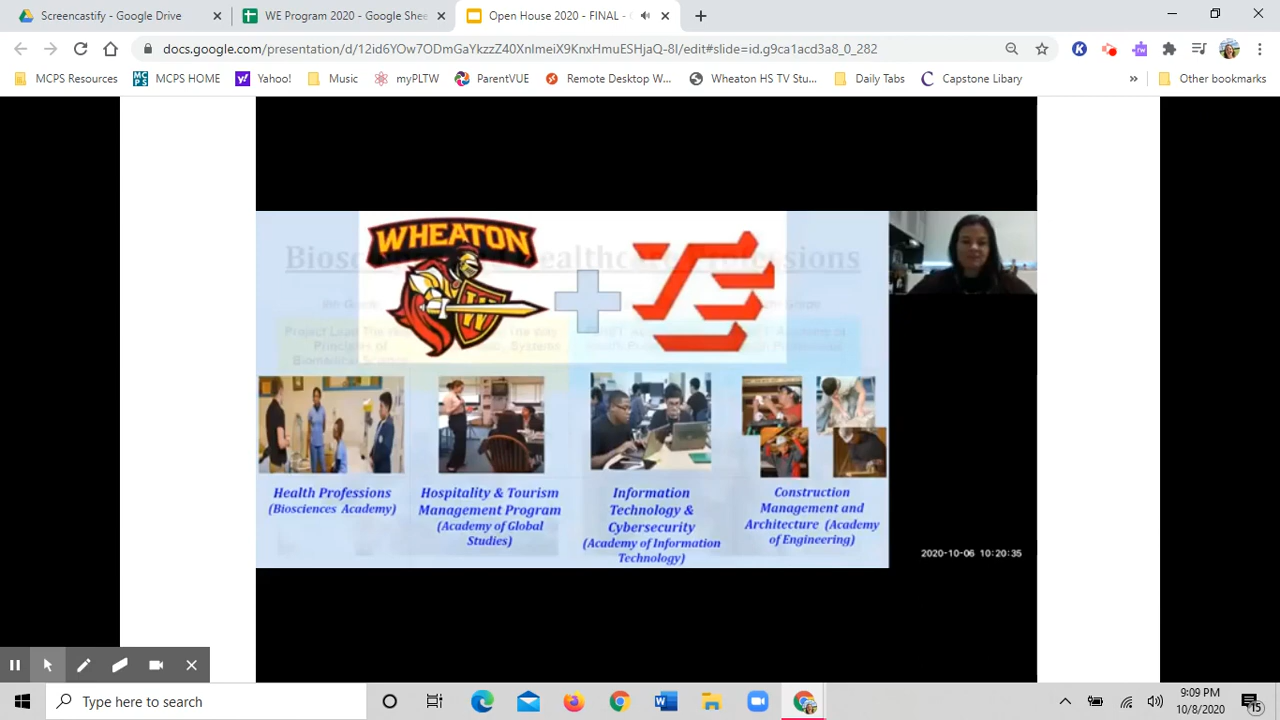 Screencastify - Google Drive
WE Program 2020 - Google Shee
Open House 2020 - FINAL -
docs.google.com/presentation/d/12id6YOw7ODmGaYkzzZ40XnImeiX9KnxHmuESHjaQ-8I/edit#slide=id.g9ca1acd3a8_0_282
MCPS Resources
MCPS HOME
Yahoo!
Music
myPLTW
ParentVUE
Remote Desktop W...
Wheaton HS TV Stu...
Daily Tabs
Capstone Library
Other bookmarks
WHEATON
W
Health Professions
(Biosciences Academy)
Hospitality & Tourism
Management Program
(Academy of Global
Studies)
Information
Technology &
Cybersecurity
(Academy of Information
Technology)
Construction
Management and
Architecture (Academy
of Engineering)
2020-10-06 10:20:35
Type here to search
9:09 PM
10/8/2020
15